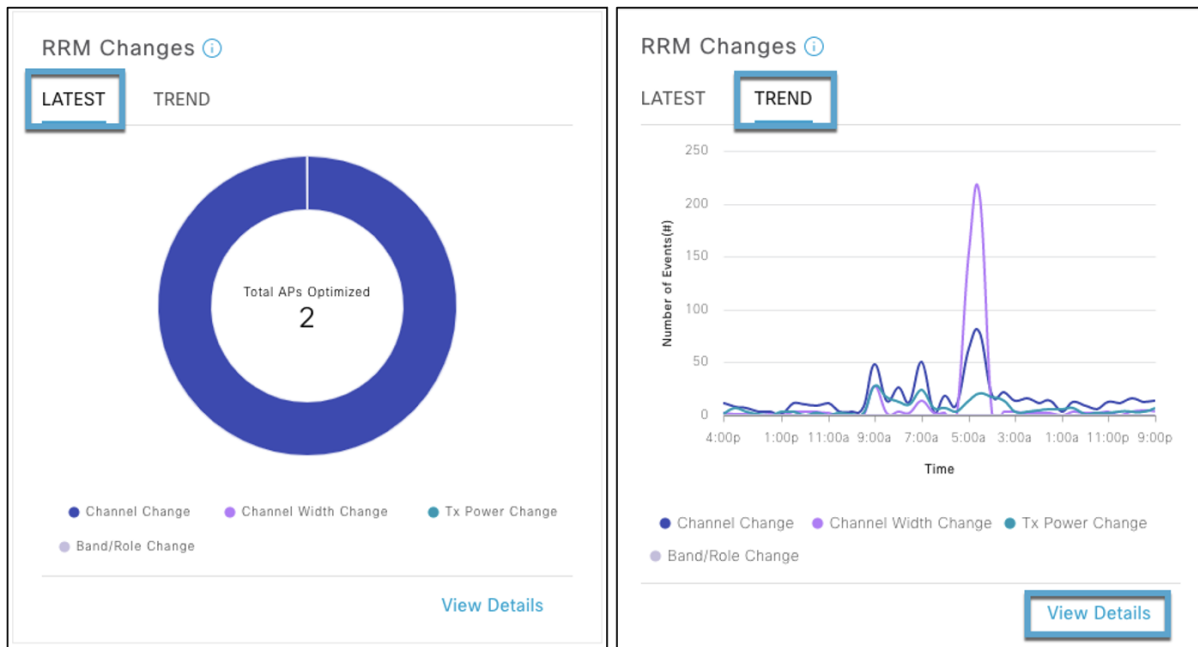 RRM Changes
LATEST TREND
Total APs Optimized
2
Channel Change Channel Width Change Tx Power Change
Band/Role Change
View Details
RRM Changes
LATEST TREND
250
200
150
100
50
0
Number of Events(#)
4:00p 1:00p 11:00a 9:00a 7:00a 5:00a 3:00a 1:00a 11:00p 9:00p
Time
Channel Change Channel Width Change Tx Power Change
Band/Role Change
View Details